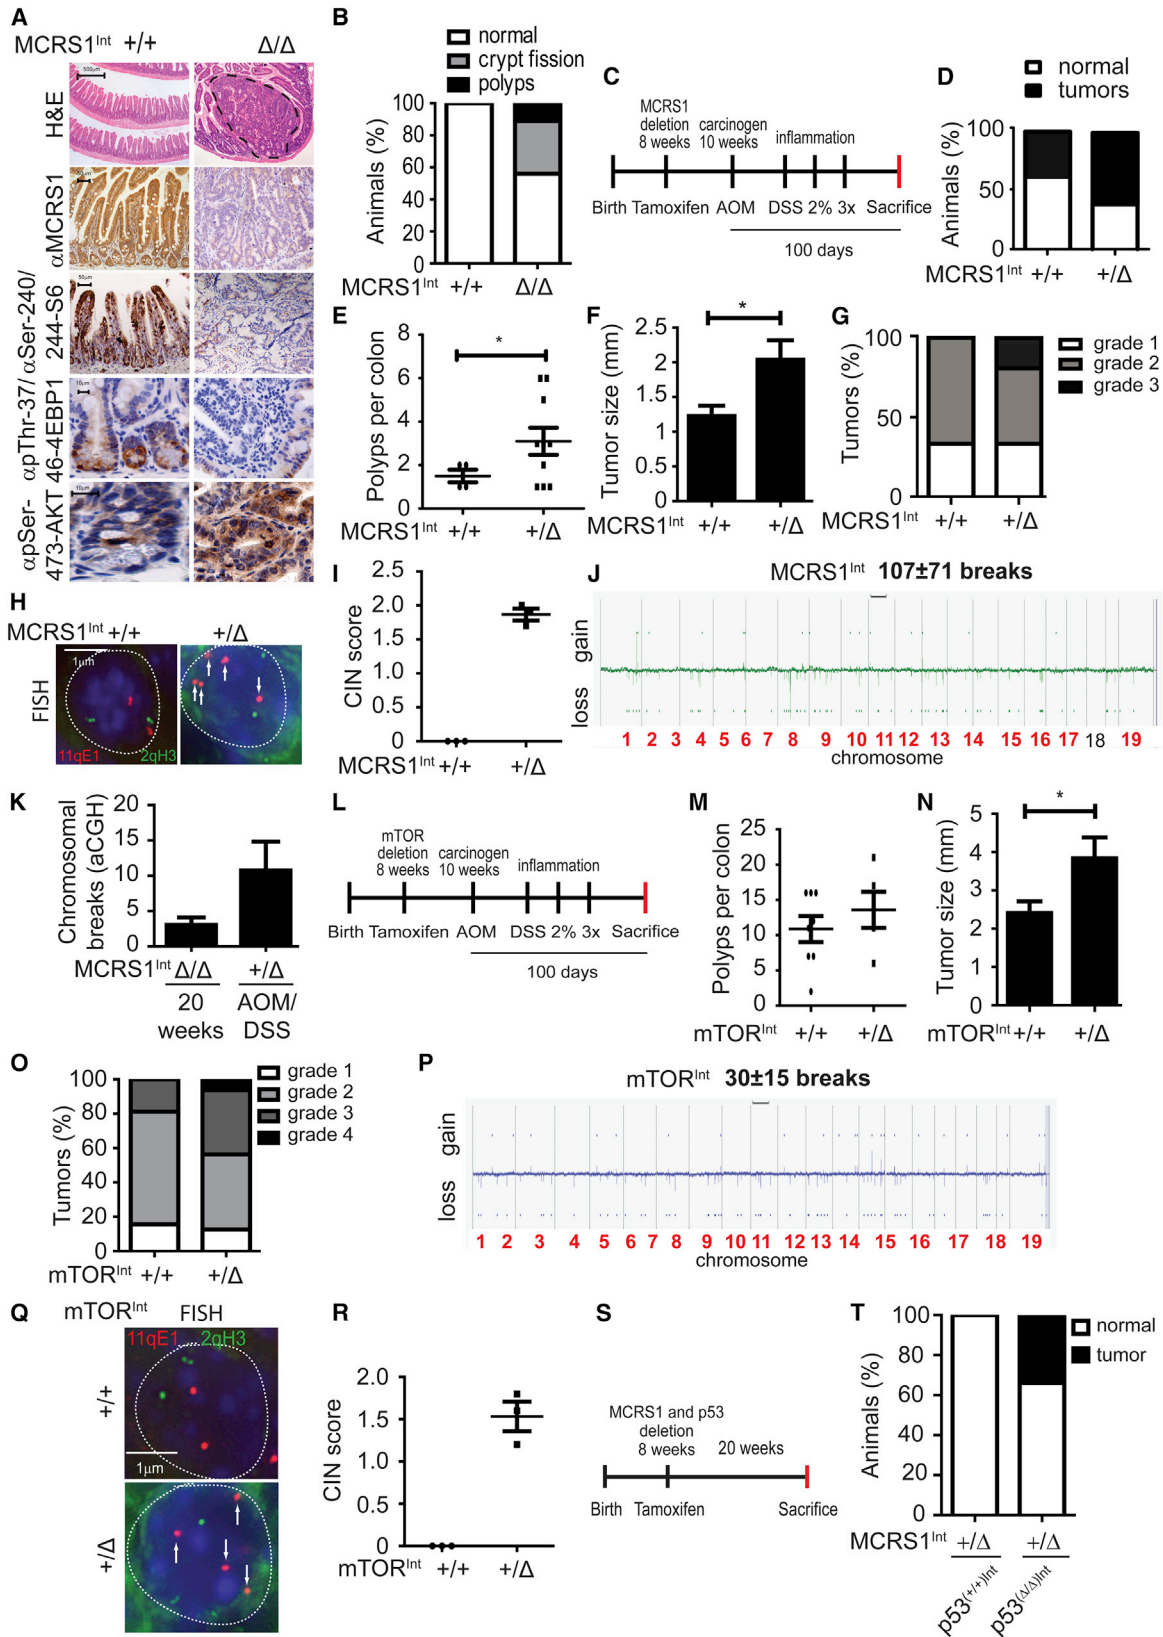 A
MCRS1Int +/+ Δ/Δ
H&E
500µm
αMCRS1
50µm
αSer-240/
244-S6
50µm
αpThr-37/
46-4EBP1
10µm
αpSer-
473-AKT
10µm
B
normal
crypt fission
polyps
Animals (%)
100
80
60
40
20
0
MCRS1Int +/+ Δ/Δ
C
MCRS1
deletion
8 weeks
carcinogen
10 weeks
inflammation
Birth Tamoxifen AOM DSS 2% 3x Sacrifice
100 days
D
normal
tumors
Animals (%)
100
50
0
MCRS1Int +/+ +/Δ
E
Polyps per colon
8
6
4
2
0
*
MCRS1Int +/+ +/Δ
F
Tumor size (mm)
2.5
2
1.5
1
0.5
0
*
MCRS1Int +/+ +/Δ
G
Tumors (%)
100
50
0
grade 1
grade 2
grade 3
MCRS1Int +/+ +/Δ
H
MCRS1Int +/+ +/Δ
FISH
1µm
11qE1 2qH3
I
CIN score
2.5
2.0
1.5
1.0
0.5
0
MCRS1Int +/+ +/Δ
J
MCRS1Int 107±71 breaks
gain
loss
1 2 3 4 5 6 7 8 9 10 11 12 13 14 15 16 17 18 19
chromosome
K
Chromosomal
breaks (aCGH)
20
15
10
5
0
MCRS1Int Δ/Δ +/Δ
20
weeks
AOM/
DSS
L
mTOR
deletion
8 weeks
carcinogen
10 weeks
inflammation
Birth Tamoxifen AOM DSS 2% 3x Sacrifice
100 days
M
Polyps per colon
25
20
15
10
5
0
mTORInt +/+ +/Δ
N
Tumor size (mm)
5
4
3
2
1
0
*
mTORInt +/+ +/Δ
O
Tumors (%)
100
80
60
40
20
0
grade 1
grade 2
grade 3
grade 4
mTORInt +/+ +/Δ
P
mTORInt 30±15 breaks
gain
loss
1 2 3 4 5 6 7 8 9 10 11 12 13 14 15 16 17 18 19
chromosome
Q
mTORInt FISH
11qE1 2qH3
+/+
1µm
+/Δ
R
CIN score
2.0
1.5
1.0
0.5
0
mTORInt +/+ +/Δ
S
MCRS1 and p53
deletion
8 weeks
20 weeks
Birth Tamoxifen Sacrifice
T
normal
tumor
Animals (%)
100
80
60
40
20
0
MCRS1Int +/Δ +/Δ
p53(+/+)Int p53(Δ/Δ)Int